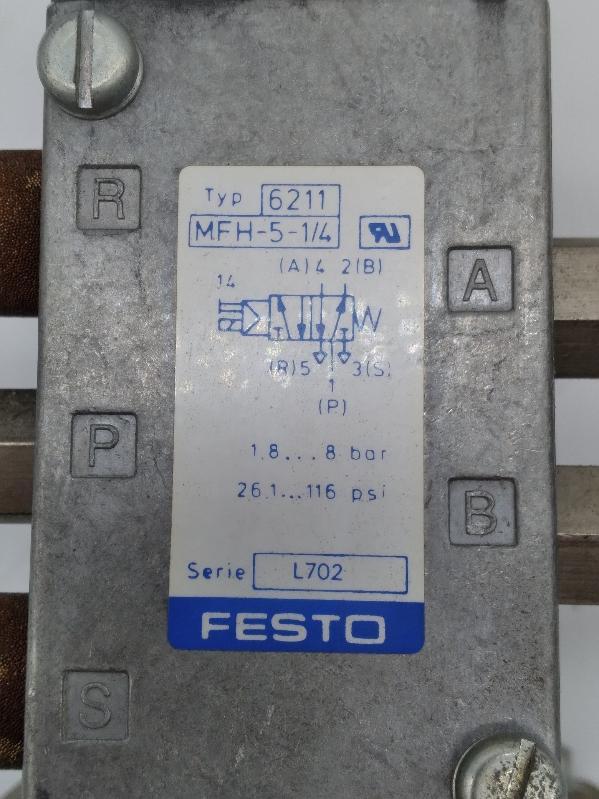 R
Typ 6211
MFH-5-1/4
(A) 4 2 (B)
A
14
(R) 5 3 (S)
1
(P)
P
1.8...8 bar
26.1...116 psi
B
Serie L702
FESTO
S